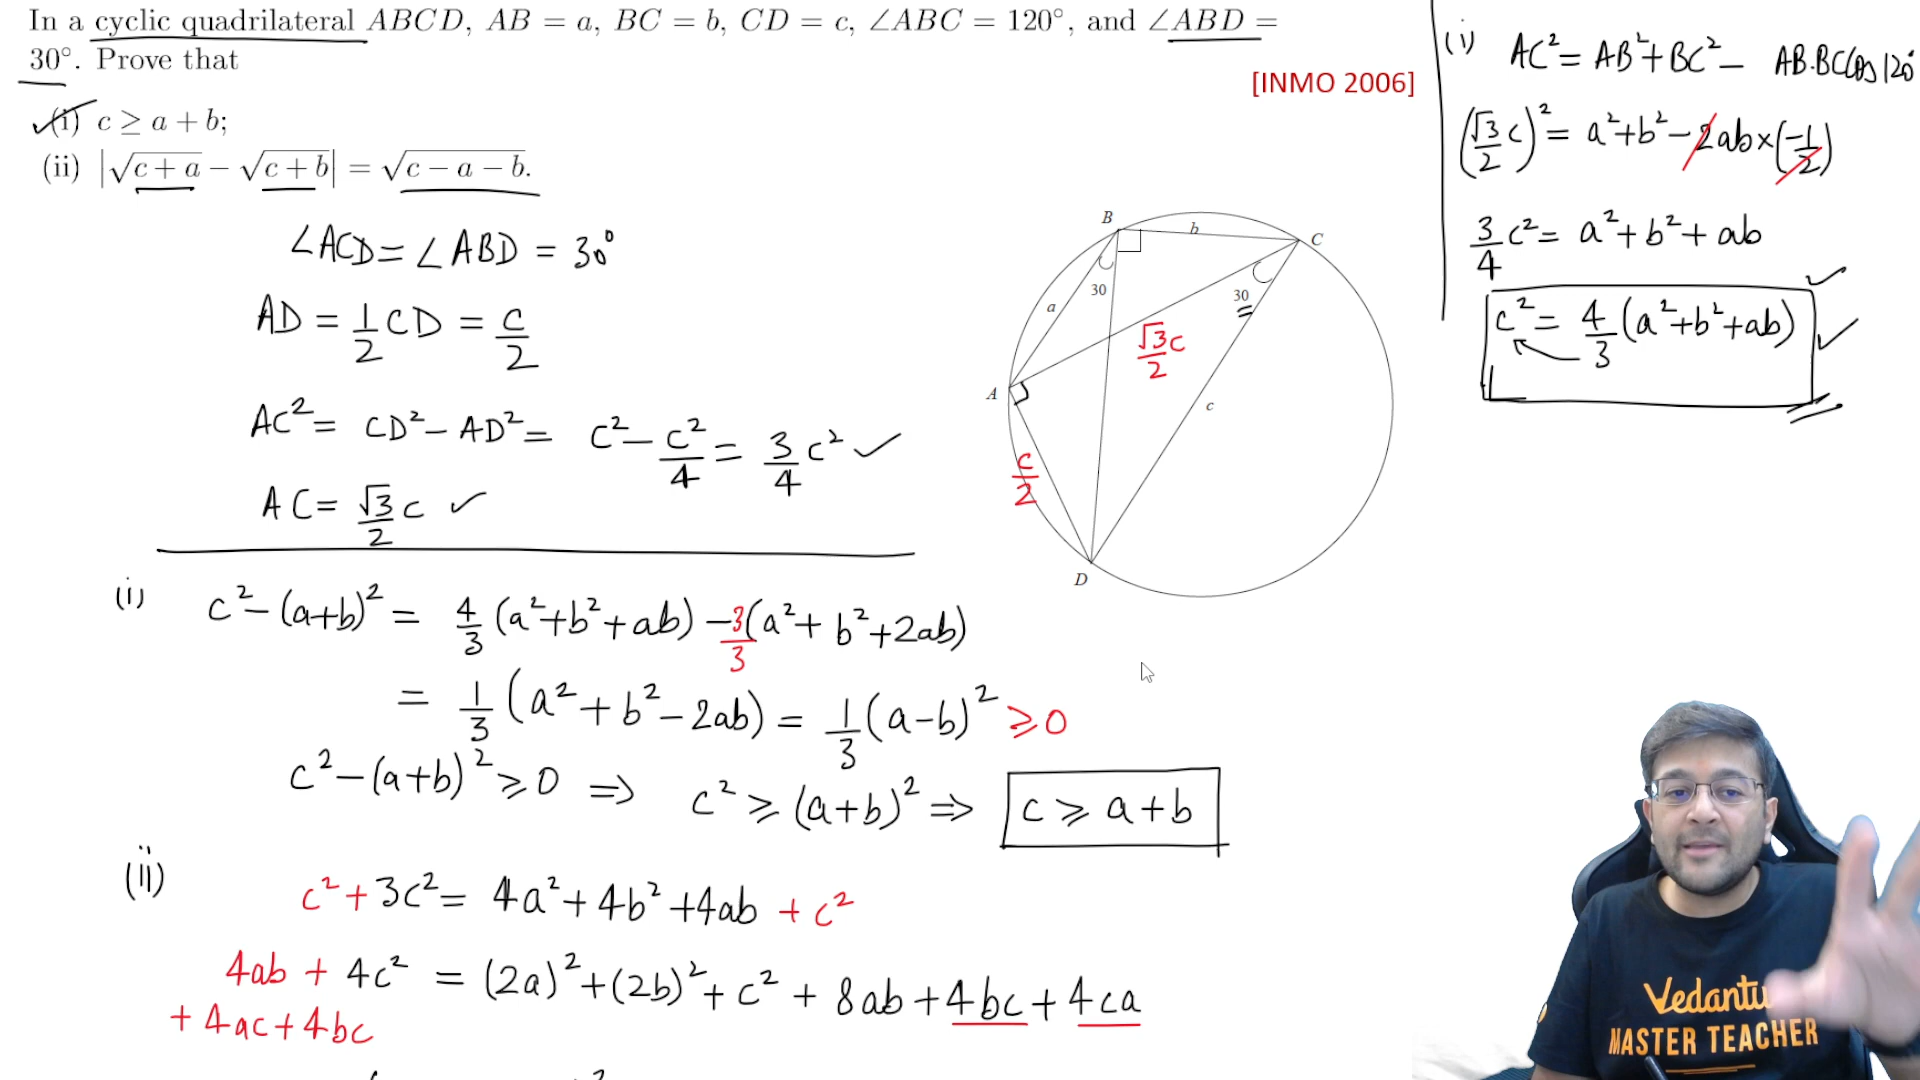 In a cyclic quadrilateral ABCD, AB = a, BC = b, CD = c, ∠ABC = 120°, and ∠ABD =
30°. Prove that
[INMO 2006]
(i) c ≥ a + b;
(ii) |√(c + a) − √(c + b)| = √(c − a − b).
∠ACD = ∠ABD = 30°
AD = 1/2 CD = c/2
AC² = CD² − AD² = c² − c²/4 = 3/4 c² ✓
AC = √3/2 c ✓
(i) c² − (a+b)² = 4/3 (a²+b²+ab) − 3/3 (a²+b²+2ab)
= 1/3 (a²+b²−2ab) = 1/3 (a−b)² ≥ 0
c² − (a+b)² ≥ 0 ⇒ c² ≥ (a+b)² ⇒ c ≥ a+b
(ii)
c² + 3c² = 4a² + 4b² + 4ab + c²
4ab + 4c² = (2a)² + (2b)² + c² + 8ab + 4bc + 4ca
+ 4ac + 4bc
B
b
C
30
30
a
√3/2 c
A
c
c/2
D
(i) AC² = AB² + BC² − AB.BC Cos 120°
(√3/2 c)² = a² + b² − 2ab × (−1/2)
3/4 c² = a² + b² + ab
c² = 4/3 (a²+b²+ab)
Vedantu
MASTER TEACHER